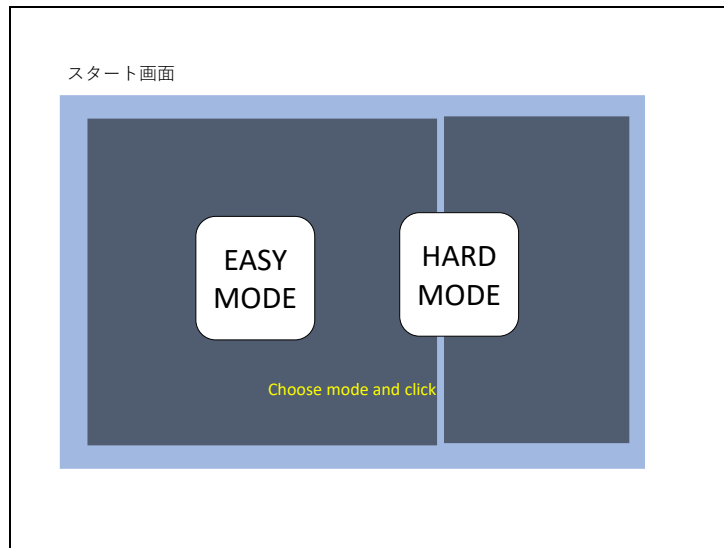 スタート画面
EASY
MODE
HARD
MODE
Choose mode and click